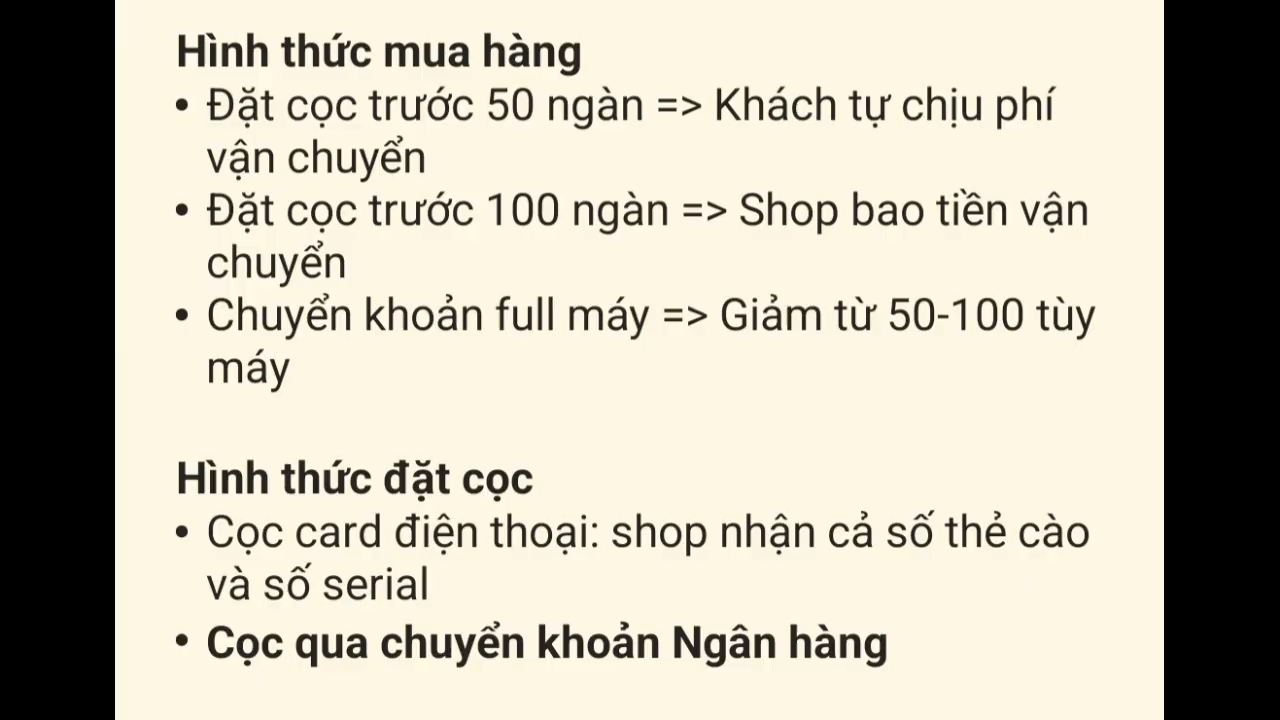 Hình thức mua hàng
• Đặt cọc trước 50 ngàn => Khách tự chịu phí
vận chuyển
• Đặt cọc trước 100 ngàn => Shop bao tiền vận
chuyển
• Chuyển khoản full máy => Giảm từ 50-100 tùy
máy
Hình thức đặt cọc
• Cọc card điện thoại: shop nhận cả số thẻ cào
và số serial
• Cọc qua chuyển khoản Ngân hàng